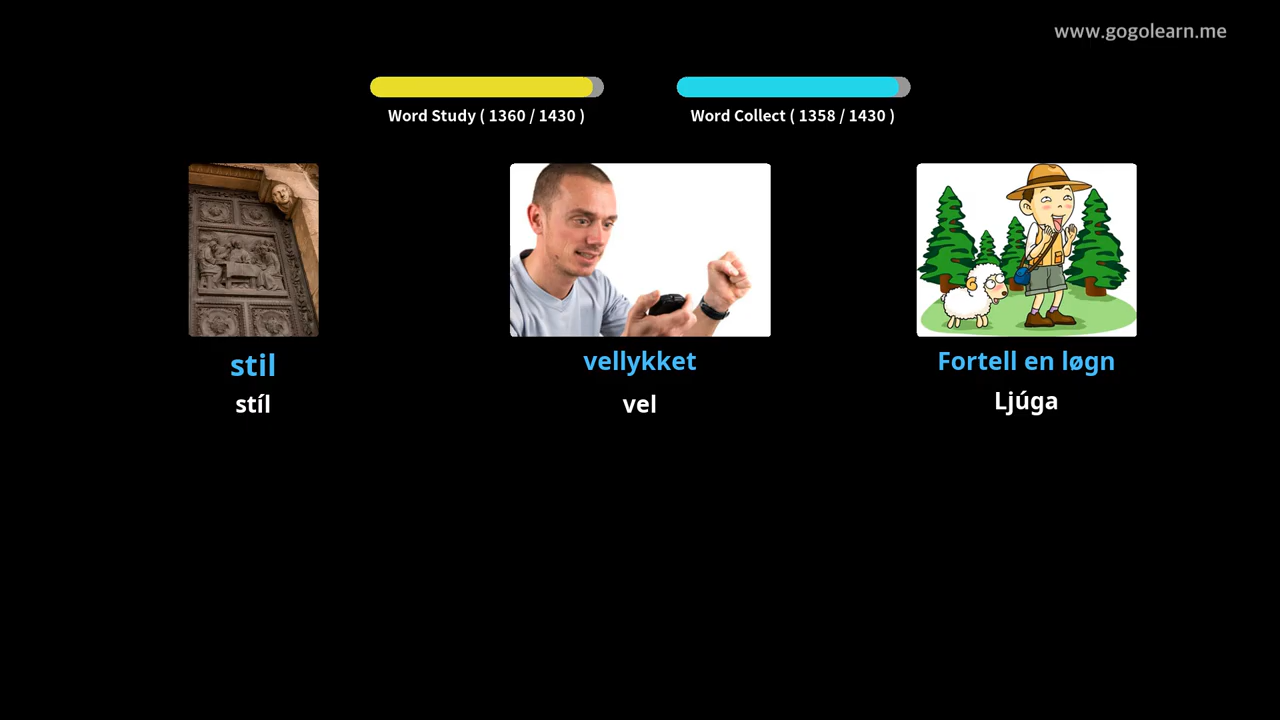 www.gogolearn.me
Word Study ( 1360 / 1430 )
Word Collect ( 1358 / 1430 )
stil
vellykket
Fortell en løgn
stíl
vel
Ljúga